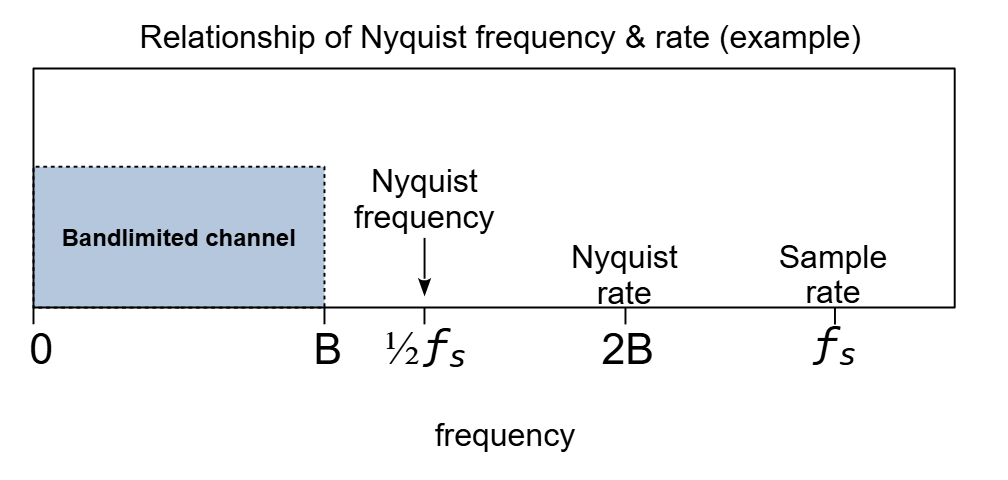 Relationship of Nyquist frequency & rate (example)
Bandlimited channel
Nyquist
frequency
Nyquist
rate
Sample
rate
0
B
½fs
2B
fs
frequency